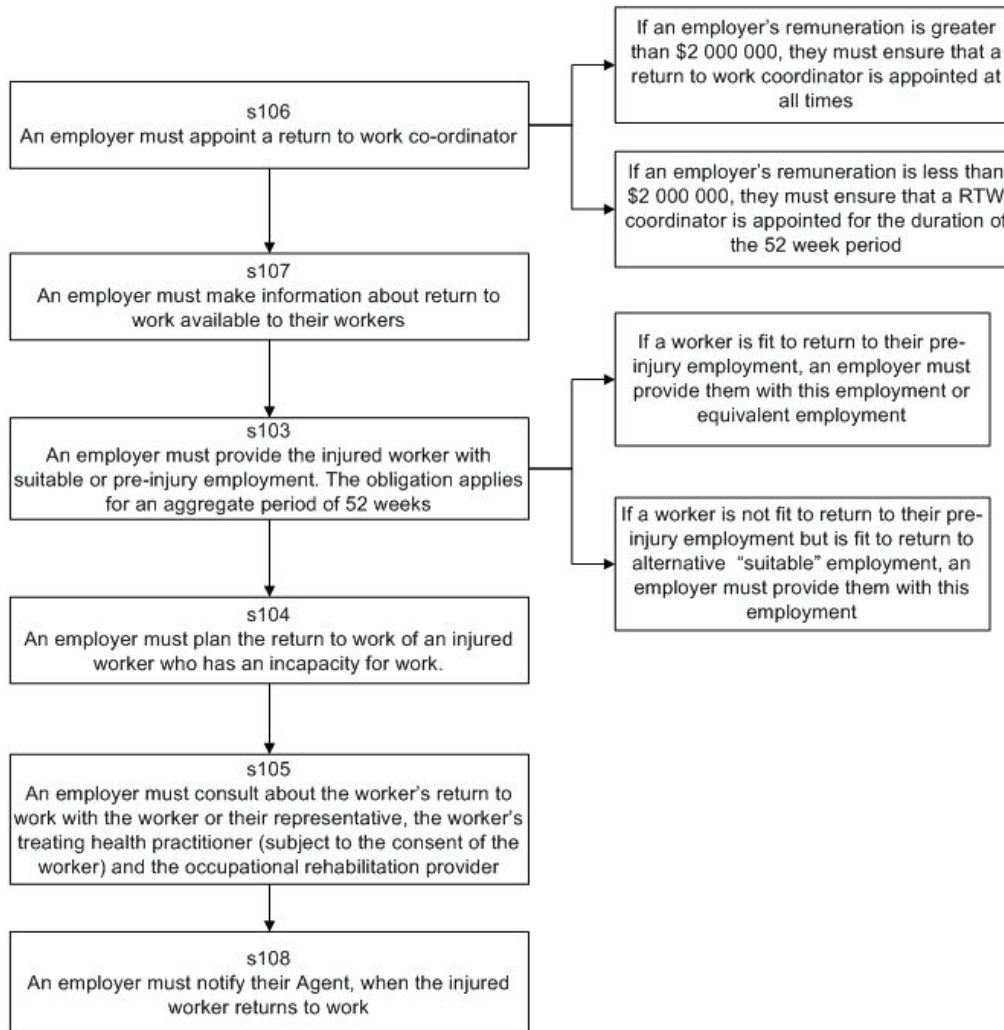 If an employer's remuneration is greater
than $2 000 000, they must ensure that a
return to work coordinator is appointed at
all times
s106
An employer must appoint a return to work co-ordinator
If an employer's remuneration is less than
$2 000 000, they must ensure that a RTW
coordinator is appointed for the duration of
the 52 week period
s107
An employer must make information about return to
work available to their workers
If a worker is fit to return to their pre-
injury employment, an employer must
provide them with this employment or
equivalent employment
s103
An employer must provide the injured worker with
suitable or pre-injury employment. The obligation applies
for an aggregate period of 52 weeks
If a worker is not fit to return to their pre-
injury employment but is fit to return to
alternative "suitable" employment, an
employer must provide them with this
employment
s104
An employer must plan the return to work of an injured
worker who has an incapacity for work.
s105
An employer must consult about the worker's return to
work with the worker or their representative, the worker's
treating health practitioner (subject to the consent of the
worker) and the occupational rehabilitation provider
s108
An employer must notify their Agent, when the injured
worker returns to work